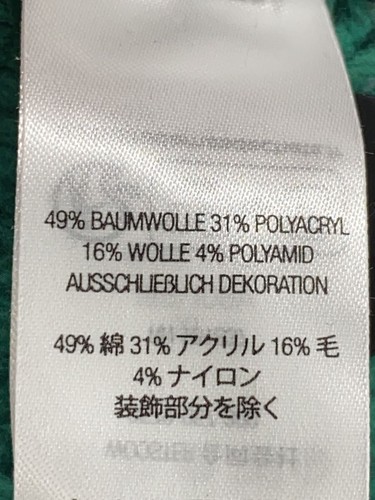 49% BAUMWOLLE 31% POLYACRYL
16% WOLLE 4% POLYAMID
AUSSCHLIEßLICH DEKORATION
49% 綿 31% アクリル 16% 毛
4% ナイロン
装飾部分を除く